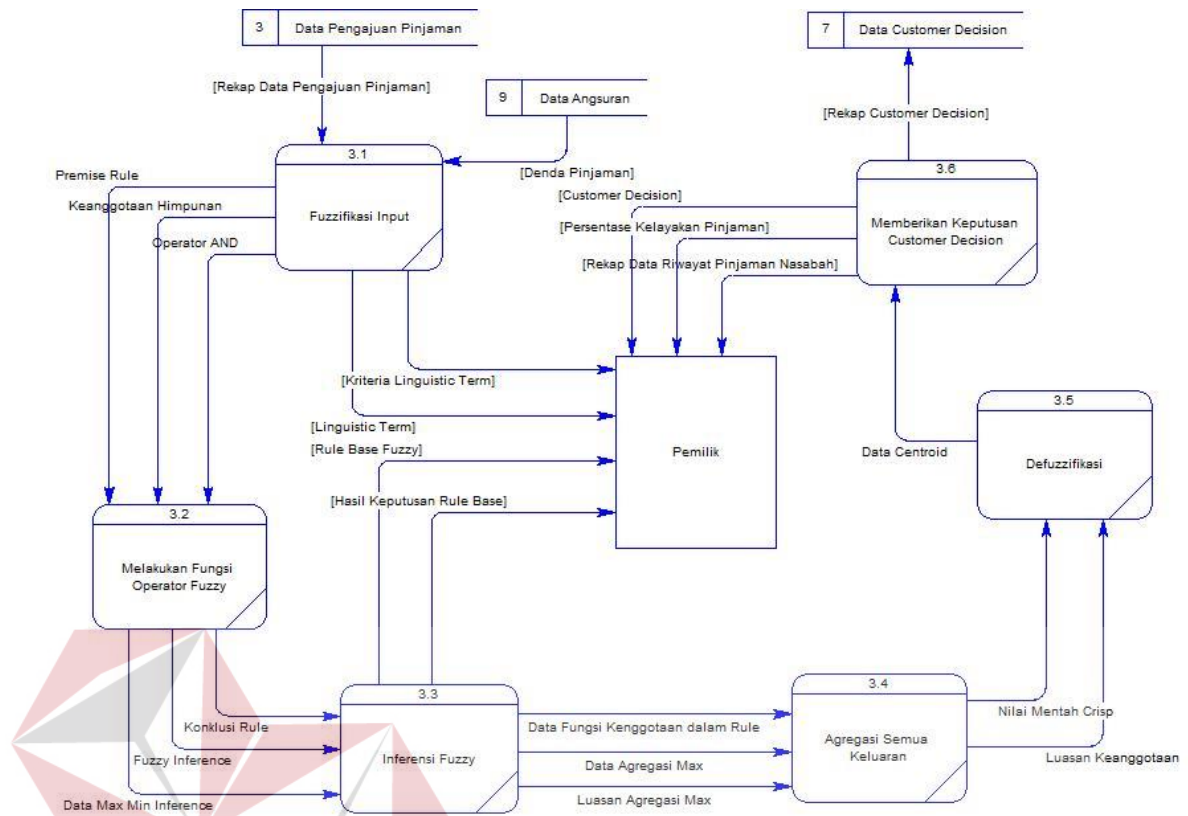 3 Data Pengajuan Pinjaman
7 Data Customer Decision
[Rekap Data Pengajuan Pinjaman]
9 Data Angsuran
[Rekap Customer Decision]
3.1
Fuzzifikasi Input
[Denda Pinjaman]
3.6
Memberikan Keputusan
Customer Decision
Premise Rule
Keanggotaan Himpunan
Operator AND
[Customer Decision]
[Persentase Kelayakan Pinjaman]
[Rekap Data Riwayat Pinjaman Nasabah]
[Kriteria Linguistic Term]
[Linguistic Term]
[Rule Base Fuzzy]
[Hasil Keputusan Rule Base]
Pemilik
3.5
Defuzzifikasi
Data Centroid
3.2
Melakukan Fungsi
Operator Fuzzy
3.3
Inferensi Fuzzy
Konklusi Rule
Fuzzy Inference
Data Max Min Inference
Data Fungsi Kenggotaan dalam Rule
Data Agregasi Max
Luasan Agregasi Max
3.4
Agregasi Semua
Keluaran
Nilai Mentah Crisp
Luasan Keanggotaan